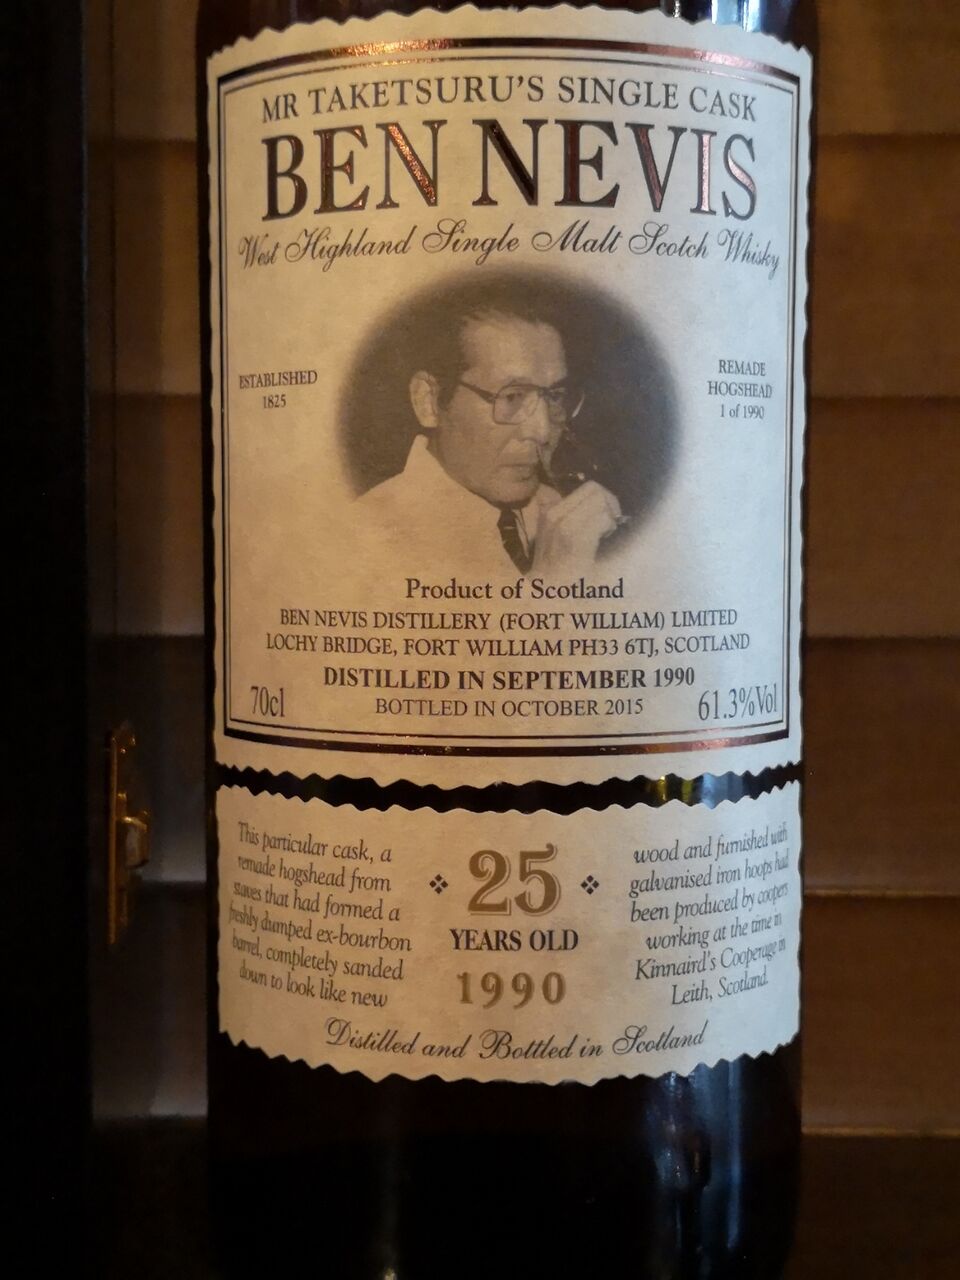 MR TAKETSURU'S SINGLE CASK
BEN NEVIS
West Highland Single Malt Scotch Whisky
ESTABLISHED
1825
REMADE
HOGSHEAD
1 of 1990
Product of Scotland
BEN NEVIS DISTILLERY (FORT WILLIAM) LIMITED
LOCHY BRIDGE, FORT WILLIAM PH33 6TJ, SCOTLAND
DISTILLED IN SEPTEMBER 1990
70cl
BOTTLED IN OCTOBER 2015
61.3%Vol
This particular cask, a
remade hogshead from
staves that had formed a
freshly dumped ex-bourbon
barrel, completely sanded
down to look like new
25
YEARS OLD
1990
wood and furnished with
galvanised iron hoops had
been produced by coopers
working at the time in
Kinnaird's Cooperage in
Leith, Scotland.
Distilled and Bottled in Scotland